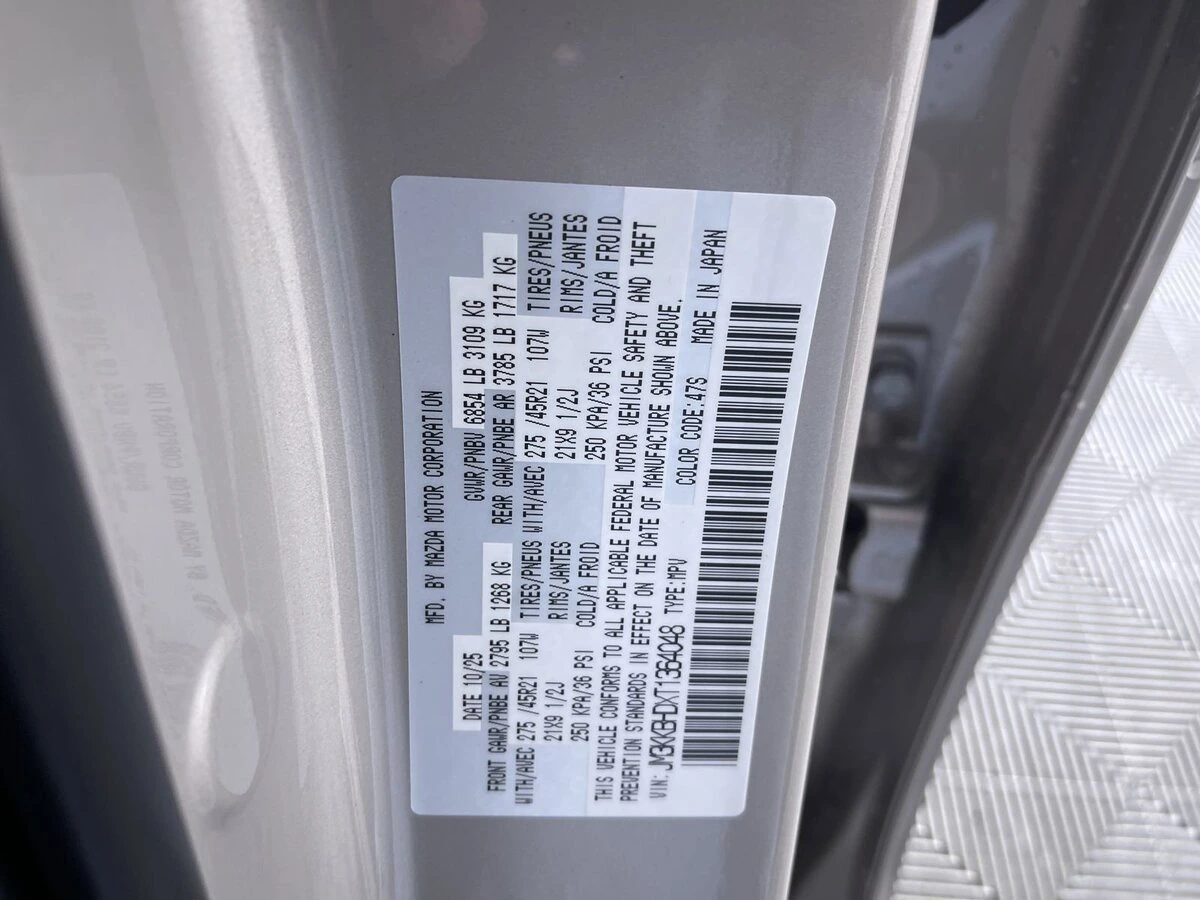 MFD. BY MAZDA MOTOR CORPORATION
DATE 10/25 GVWR/PNBV 6854 LB 3109 KG
FRONT GAWR/PNBE AV 2795 LB 1268 KG REAR GAWR/PNBE AR 3785 LB 1717 KG
WITH/AVEC 275 /45R21 107W TIRES/PNEUS WITH/AVEC 275 /45R21 107W TIRES/PNEUS
21X9 1/2J RIMS/JANTES 21X9 1/2J RIMS/JANTES
250 KPA/36 PSI COLD/A FROID 250 KPA/36 PSI COLD/A FROID
THIS VEHICLE CONFORMS TO ALL APPLICABLE FEDERAL MOTOR VEHICLE SAFETY AND THEFT
PREVENTION STANDARDS IN EFFECT ON THE DATE OF MANUFACTURE SHOWN ABOVE.
VIN: JM3KKBHDXT1364048 TYPE:MPV COLOR CODE:47S MADE IN JAPAN